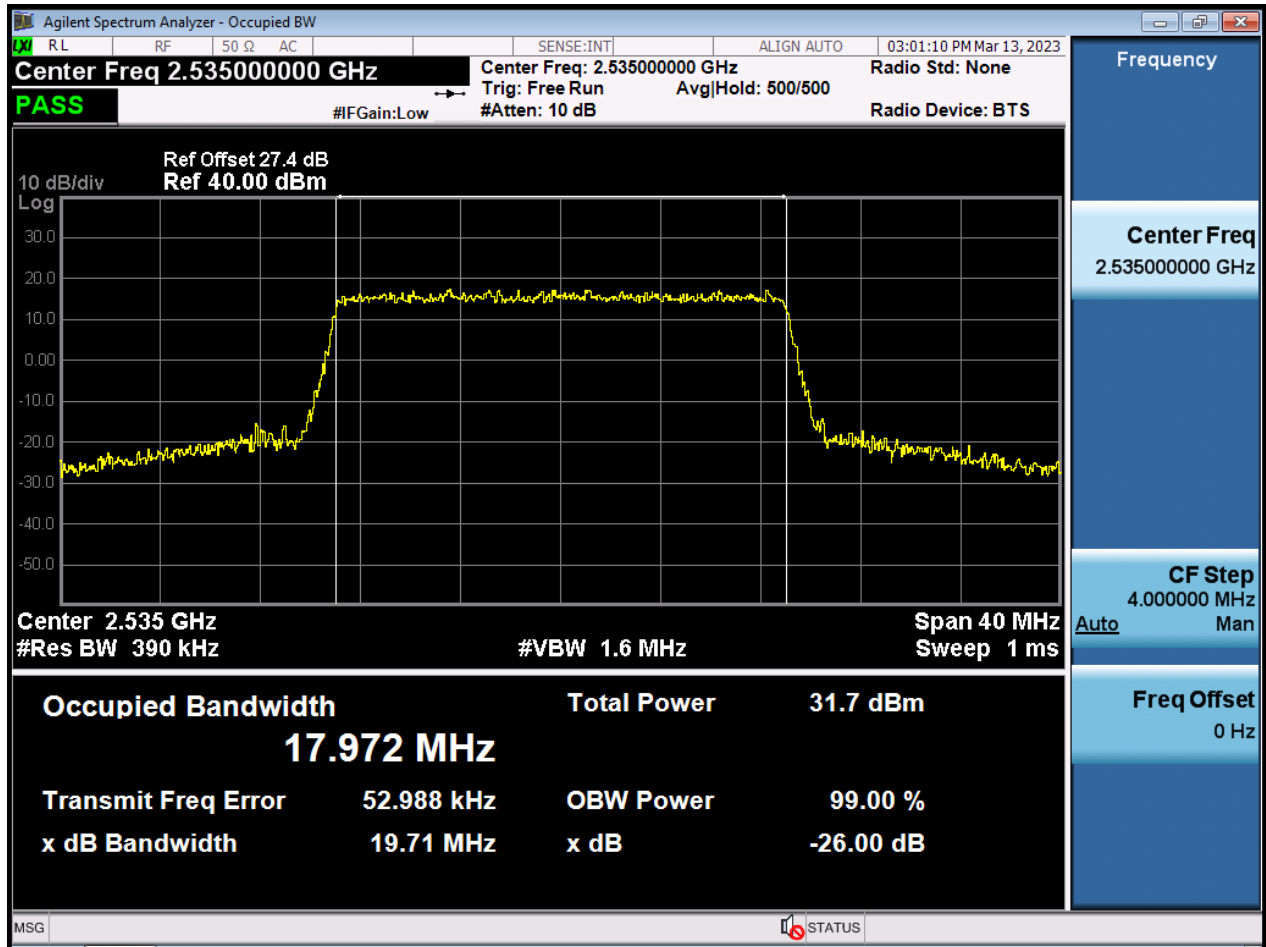 Agilent Spectrum Analyzer - Occupied BW
LXI RL RF 50 Ω AC SENSE:INT ALIGN AUTO 03:01:10 PM Mar 13, 2023
Center Freq 2.535000000 GHz
PASS
#IFGain:Low
Center Freq: 2.535000000 GHz
Trig: Free Run Avg|Hold: 500/500
#Atten: 10 dB
Radio Std: None
Radio Device: BTS
Ref Offset 27.4 dB
10 dB/div Ref 40.00 dBm
Log
30.0
20.0
10.0
0.00
-10.0
-20.0
-30.0
-40.0
-50.0
Center 2.535 GHz Span 40 MHz
#Res BW 390 kHz #VBW 1.6 MHz Sweep 1 ms
Occupied Bandwidth Total Power 31.7 dBm
17.972 MHz
Transmit Freq Error 52.988 kHz OBW Power 99.00 %
x dB Bandwidth 19.71 MHz x dB -26.00 dB
Frequency
Center Freq
2.535000000 GHz
CF Step
4.000000 MHz
Auto Man
Freq Offset
0 Hz
MSG STATUS